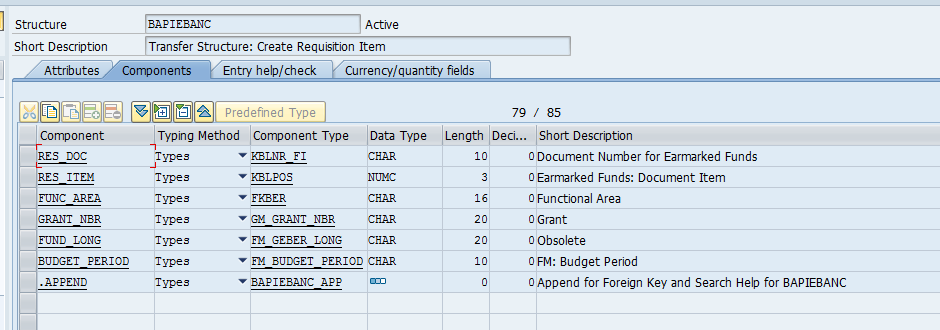 Structure BAPIEBANC Active
Short Description Transfer Structure: Create Requisition Item
Attributes Components Entry help/check Currency/quantity fields
Predefined Type 79 / 85
Component Typing Method Component Type Data Type Length Deci... Short Description
RES_DOC Types KBLNR_FI CHAR 10 0 Document Number for Earmarked Funds
RES_ITEM Types KBLPOS NUMC 3 0 Earmarked Funds: Document Item
FUNC_AREA Types FKBER CHAR 16 0 Functional Area
GRANT_NBR Types GM_GRANT_NBR CHAR 20 0 Grant
FUND_LONG Types FM_GEBER_LONG CHAR 20 0 Obsolete
BUDGET_PERIOD Types FM_BUDGET_PERIOD CHAR 10 0 FM: Budget Period
.APPEND Types BAPIEBANC_APP 0 0 Append for Foreign Key and Search Help for BAPIEBANC